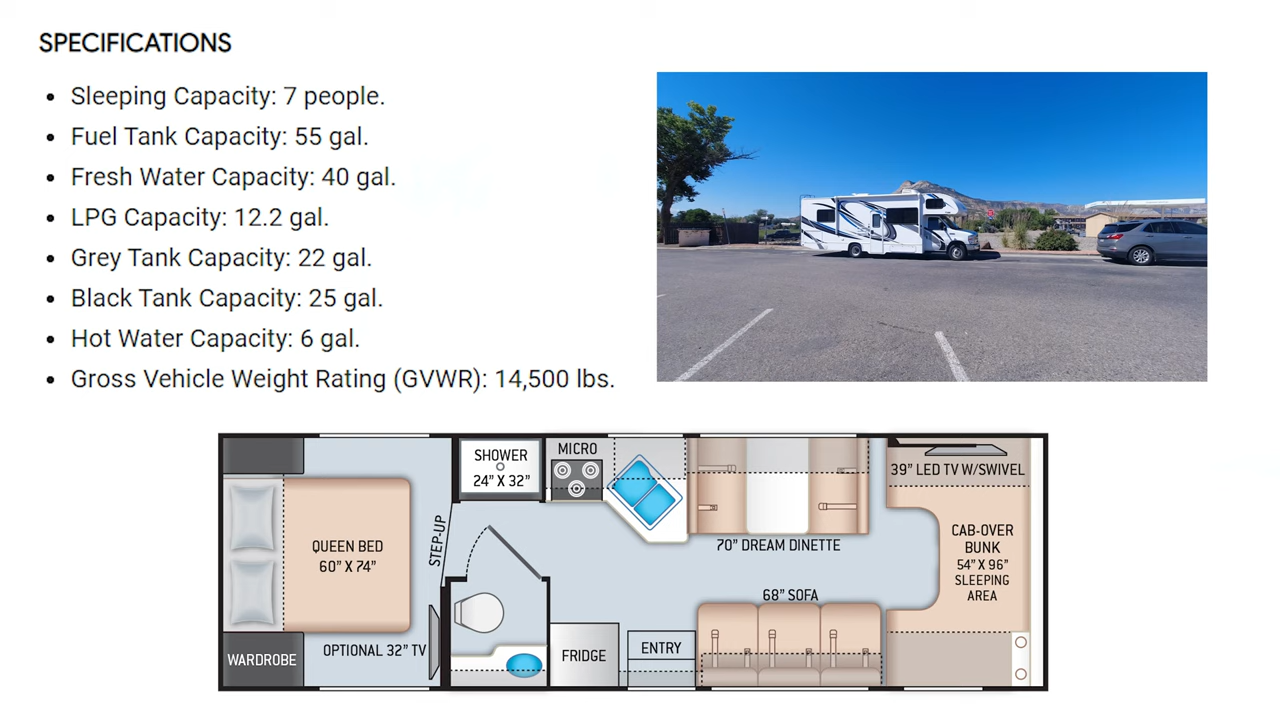 SPECIFICATIONS
Sleeping Capacity: 7 people.
Fuel Tank Capacity: 55 gal.
Fresh Water Capacity: 40 gal.
LPG Capacity: 12.2 gal.
Grey Tank Capacity: 22 gal.
Black Tank Capacity: 25 gal.
Hot Water Capacity: 6 gal.
Gross Vehicle Weight Rating (GVWR): 14,500 lbs.
SHOWER
24" X 32"
MICRO
39" LED TV W/SWIVEL
QUEEN BED
60" X 74"
STEP-UP
70" DREAM DINETTE
CAB-OVER
BUNK
54" X 96"
SLEEPING
AREA
68" SOFA
WARDROBE
OPTIONAL 32" TV
FRIDGE
ENTRY